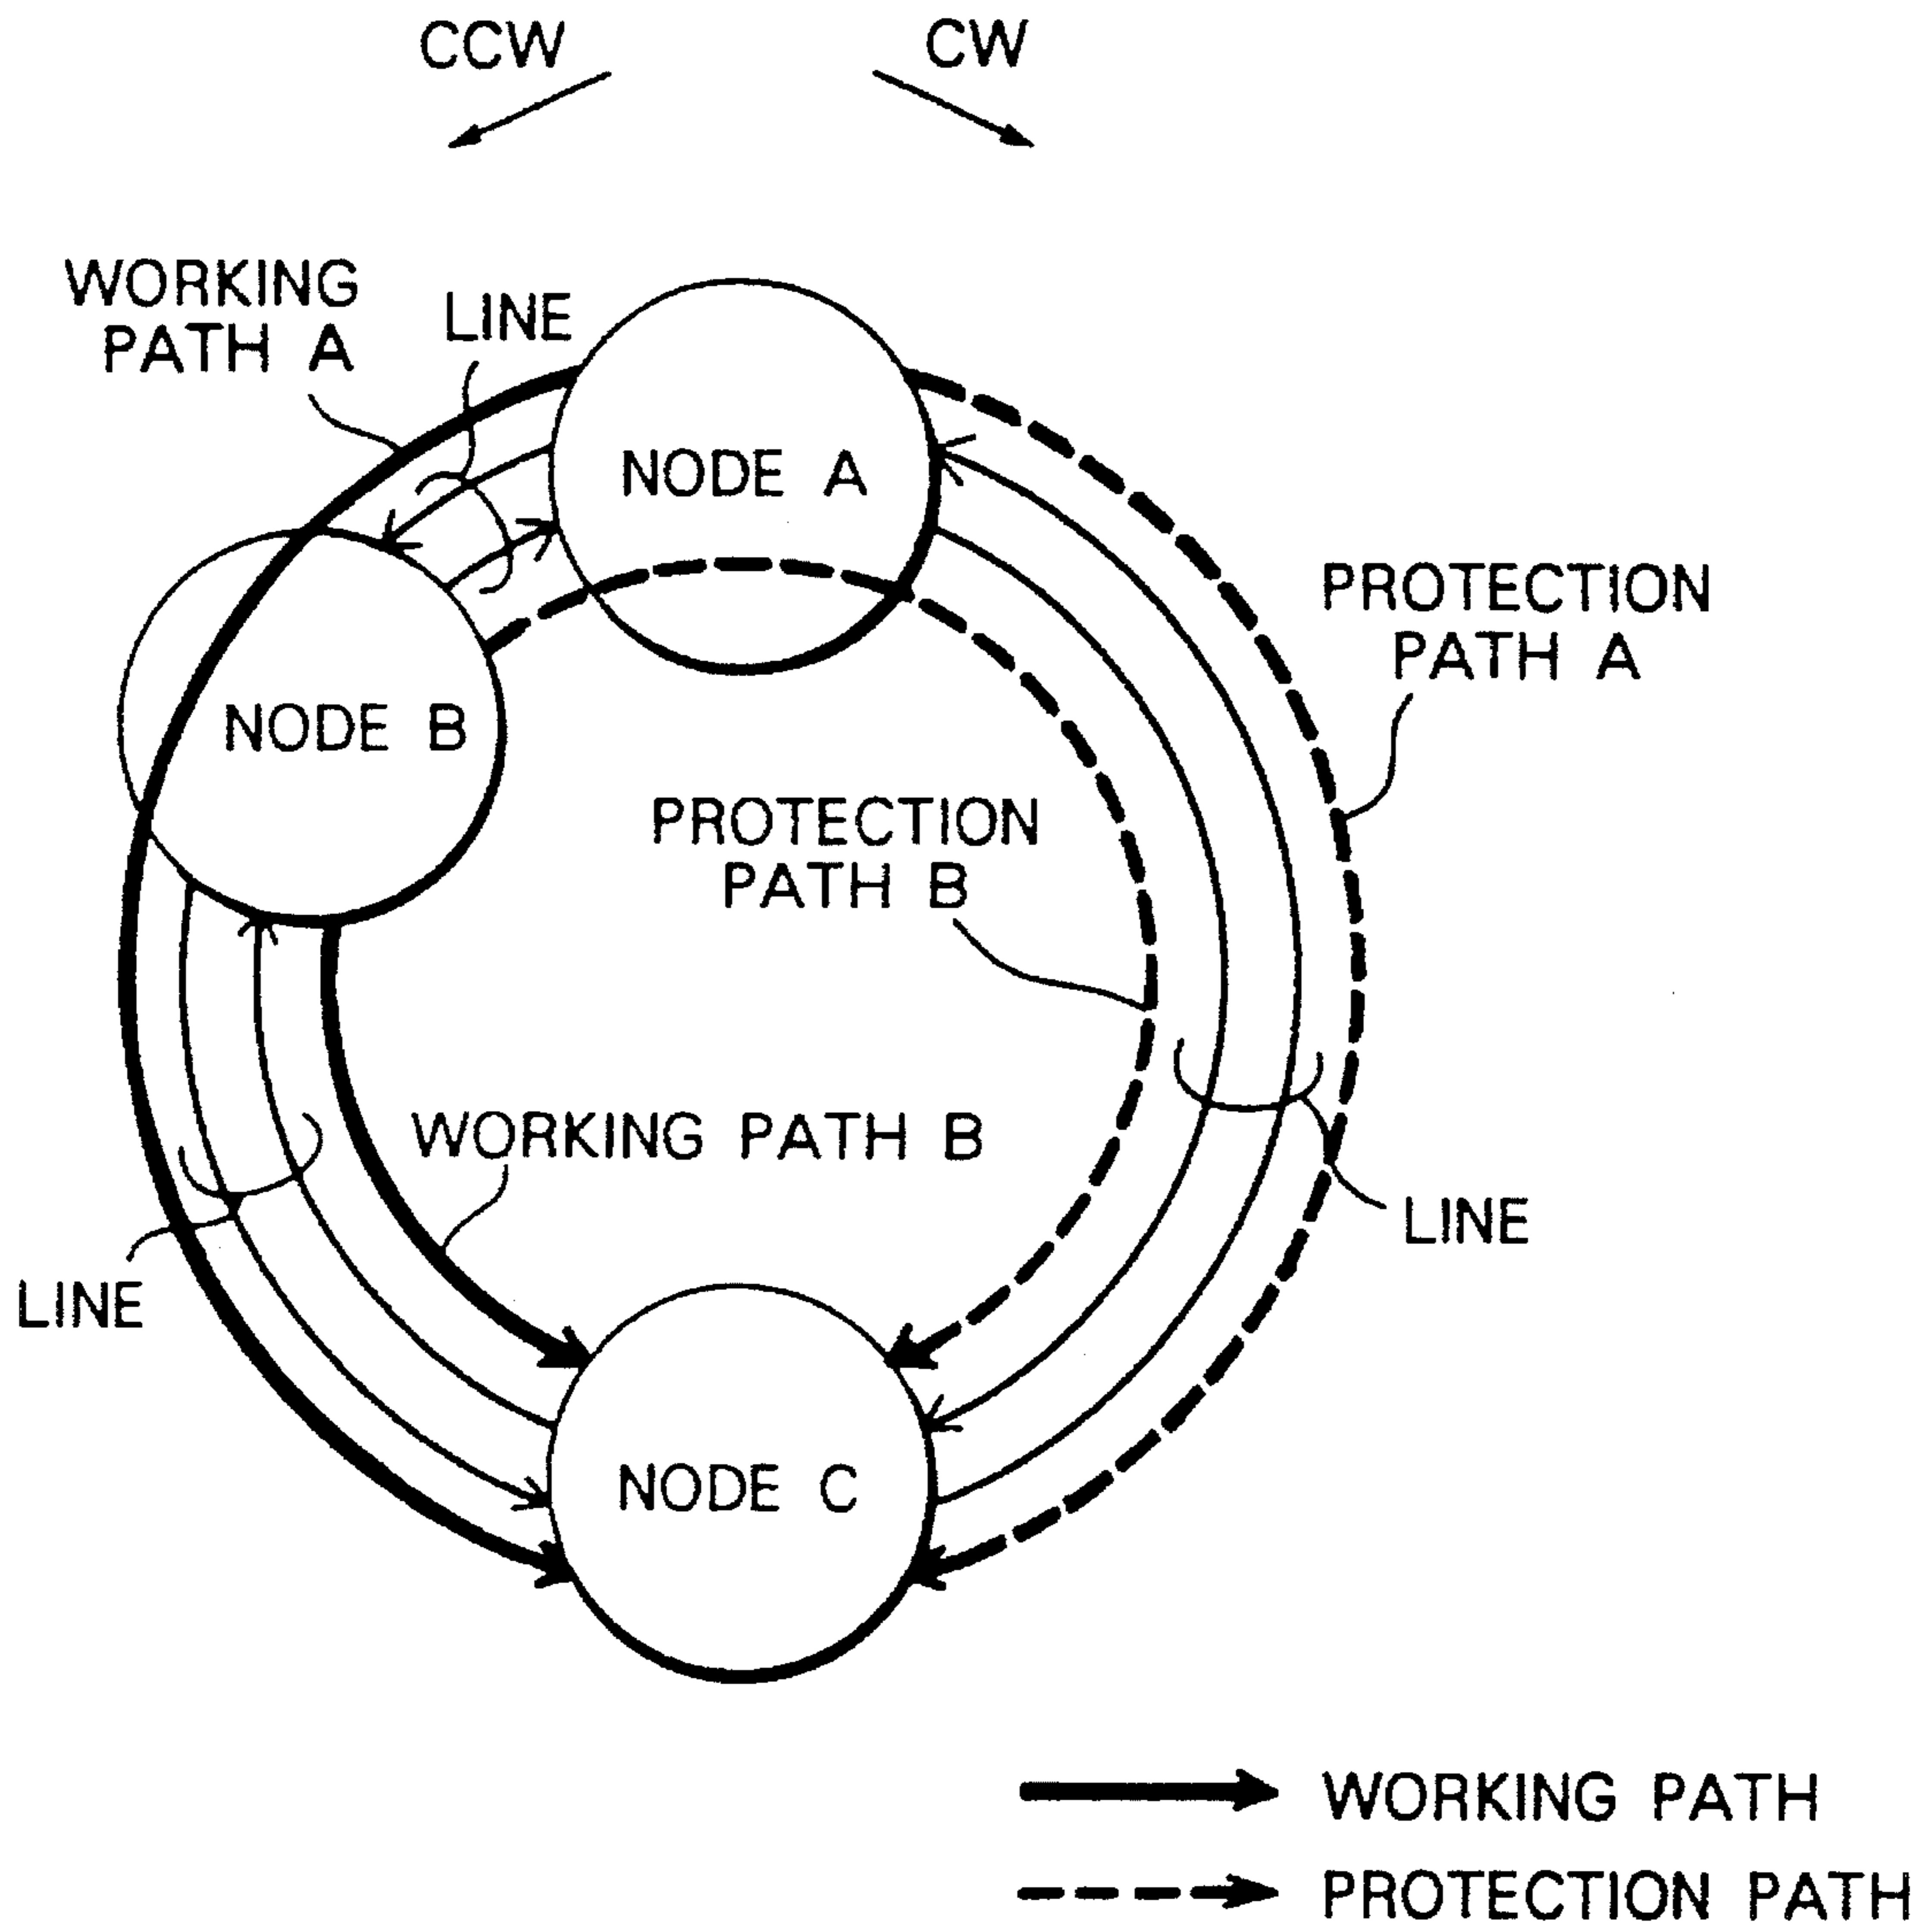 CCW
CW
WORKING
PATH A
LINE
NODE A
PROTECTION
PATH A
NODE B
PROTECTION
PATH B
WORKING PATH B
LINE
LINE
NODE C
WORKING PATH
PROTECTION PATH